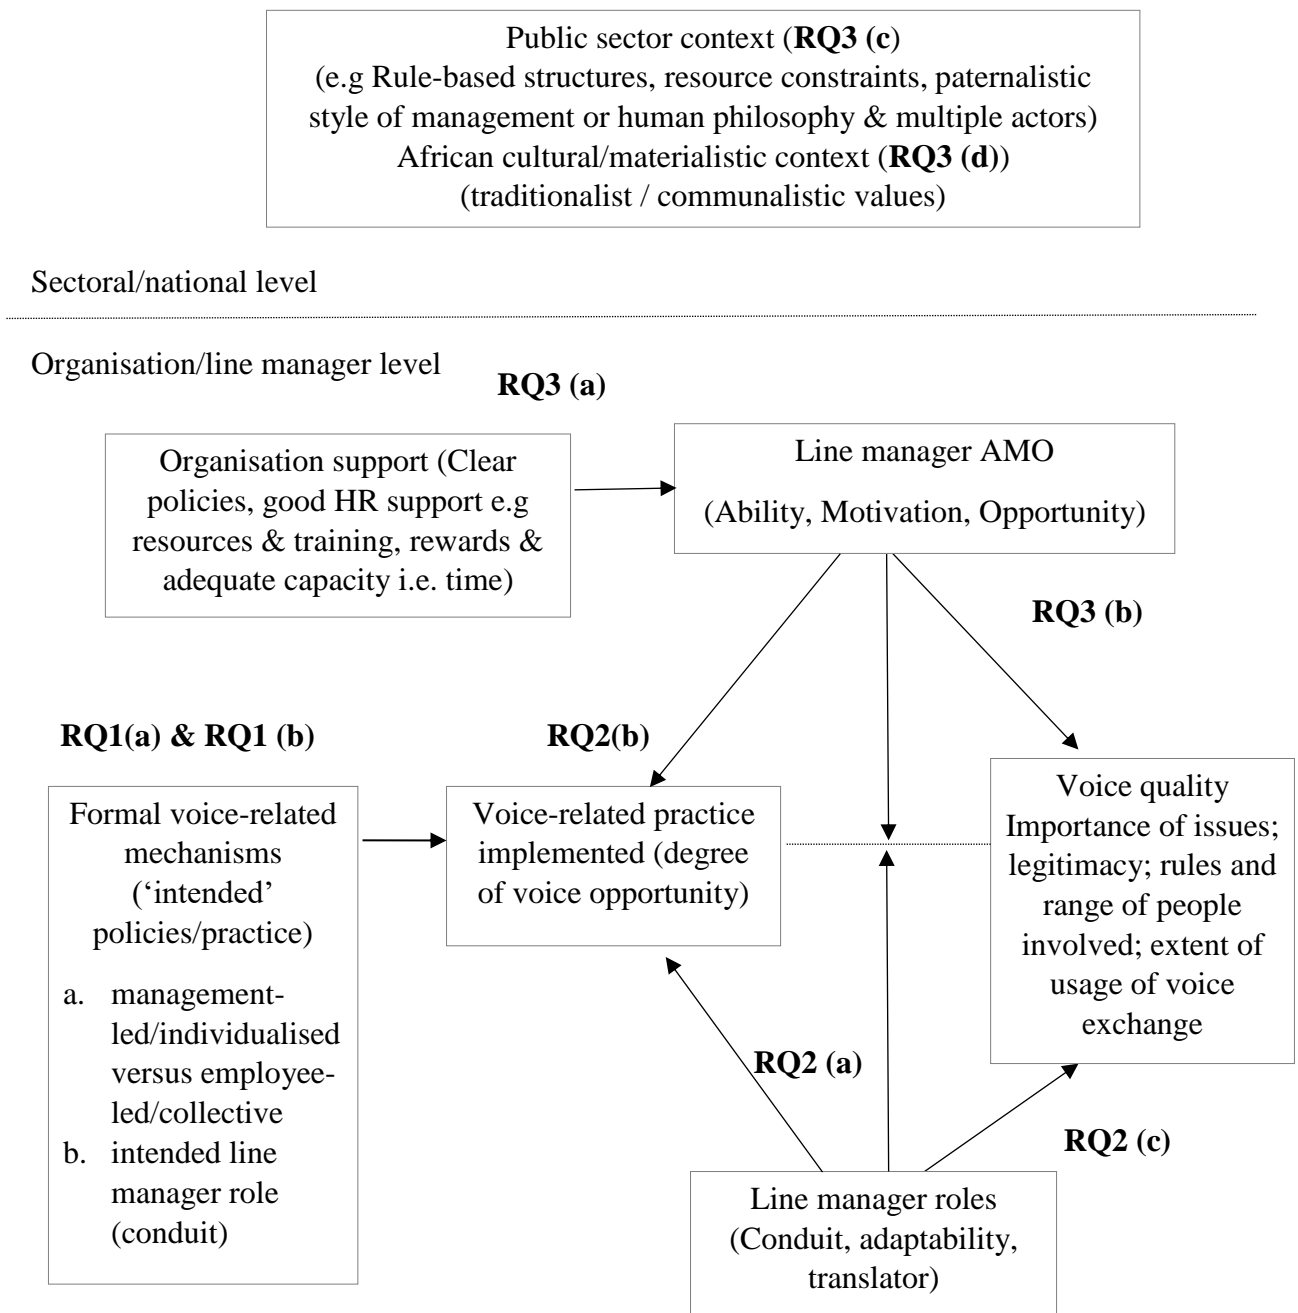 Public sector context (RQ3 (c)
(e.g Rule-based structures, resource constraints, paternalistic
style of management or human philosophy & multiple actors)
African cultural/materialistic context (RQ3 (d))
(traditionalist / communalistic values)
Sectoral/national level
Organisation/line manager level
RQ3 (a)
Organisation support (Clear
policies, good HR support e.g
resources & training, rewards &
adequate capacity i.e. time)
Line manager AMO
(Ability, Motivation, Opportunity)
RQ3 (b)
RQ1(a) & RQ1 (b)
RQ2(b)
Formal voice-related
mechanisms
(‘intended’
policies/practice)
a. management-
led/individualised
versus employee-
led/collective
b. intended line
manager role
(conduit)
Voice-related practice
implemented (degree
of voice opportunity)
Voice quality
Importance of issues;
legitimacy; rules and
range of people
involved; extent of
usage of voice
exchange
RQ2 (a)
RQ2 (c)
Line manager roles
(Conduit, adaptability,
translator)